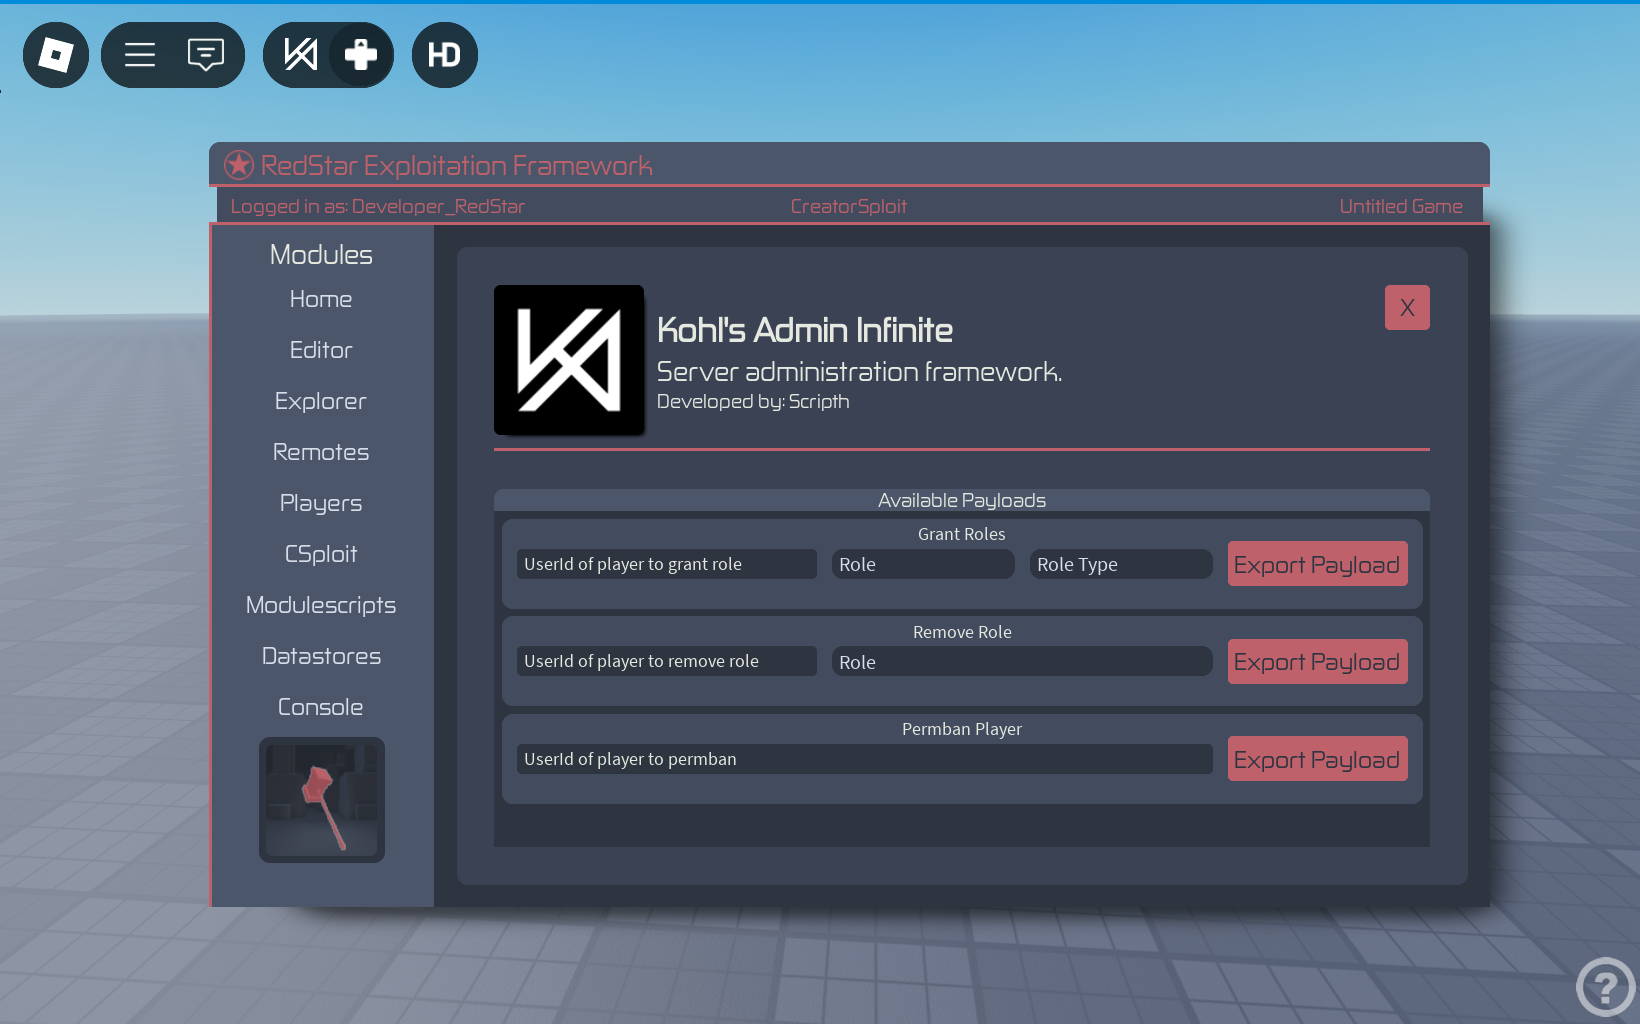 HD
RedStar Exploitation Framework
Logged in as: Developer_RedStar
CreatorSploit
Untitled Game
Modules
Home
Editor
Explorer
Remotes
Players
CSploit
Modulescripts
Datastores
Console
Kohl's Admin Infinite
X
Server administration framework.
Developed by: Scripth
Available Payloads
Grant Roles
UserId of player to grant role
Role
Role Type
Export Payload
Remove Role
UserId of player to remove role
Role
Export Payload
Permban Player
UserId of player to permban
Export Payload
?